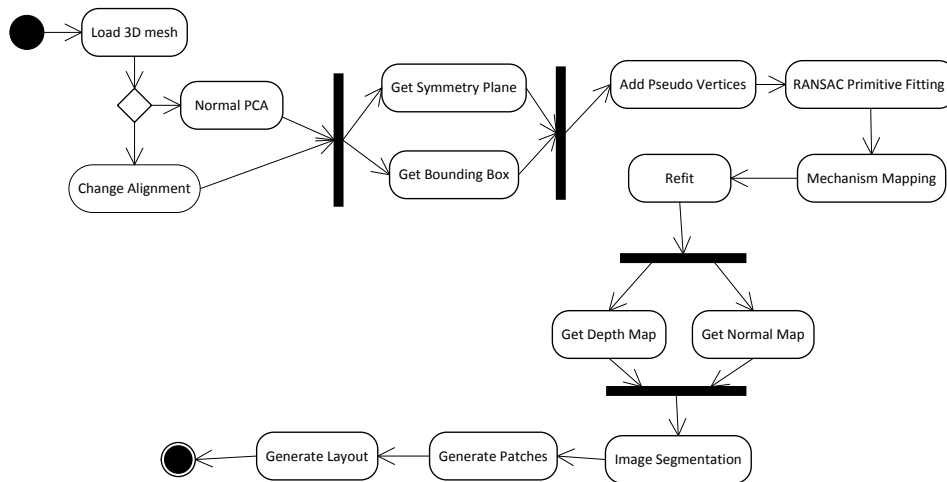 Load 3D mesh
Normal PCA
Change Alignment
Get Symmetry Plane
Get Bounding Box
Add Pseudo Vertices
RANSAC Primitive Fitting
Mechanism Mapping
Refit
Get Depth Map
Get Normal Map
Image Segmentation
Generate Patches
Generate Layout